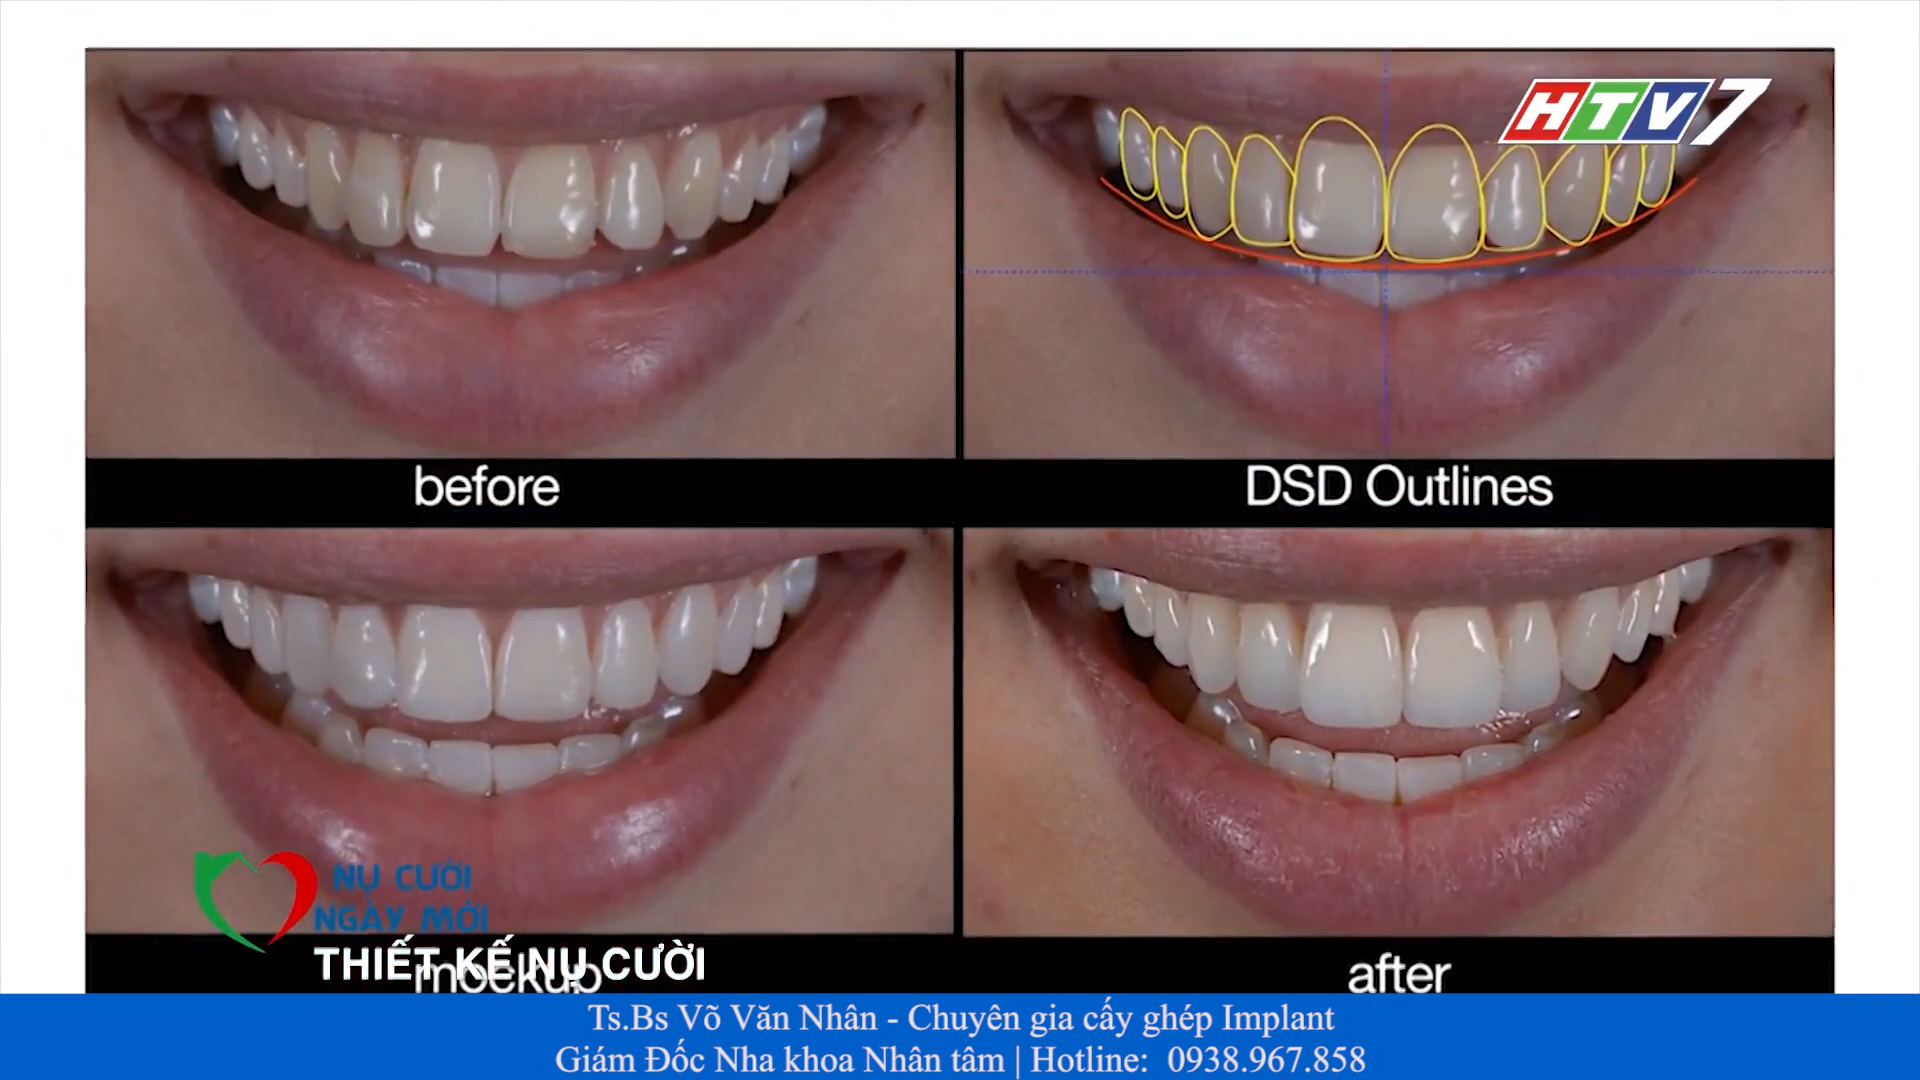 HTV7
before
DSD Outlines
NỤ CƯỜI
NGÀY MỚI
THIẾT KẾ NỤ CƯỜI
mockup
after
Ts.Bs Võ Văn Nhân - Chuyên gia cấy ghép Implant
Giám Đốc Nha khoa Nhân tâm | Hotline: 0938.967.858